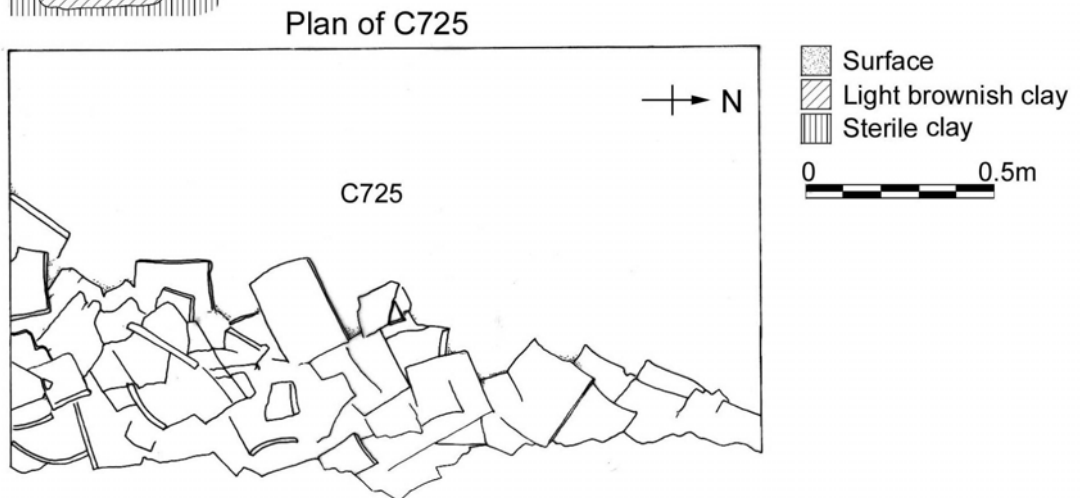 Plan of C725
N
C725
Surface
Light brownish clay
Sterile clay
0 0.5m